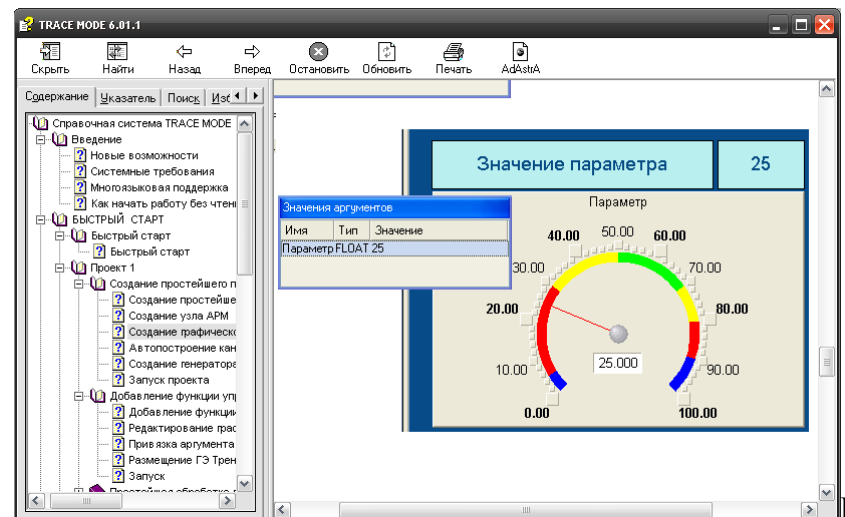 TRACE MODE 6.01.1
Скрыть Найти Назад Вперед Остановить Обновить Печать AdAstrA
Содержание Указатель Поиск Изб
Справочная система TRACE MODE
Введение
Новые возможности
Системные требования
Многоязыковая поддержка
Как начать работу без чтен
БЫСТРЫЙ СТАРТ
Быстрый старт
Быстрый старт
Проект 1
Создание простейшего п
Создание простейше
Создание узла АРМ
Создание графическо
Автопостроение кан
Создание генератора
Запуск проекта
Добавление функции упр
Добавление функции
Редактирование граф
Привязка аргумента
Размещение ГЭ Трен
Запуск
Значение параметра 25
Значения аргументов
Имя Тип Значение
Параметр FLOAT 25
Параметр
0.00
10.00
20.00
30.00
40.00
50.00
60.00
70.00
80.00
90.00
100.00
25.000